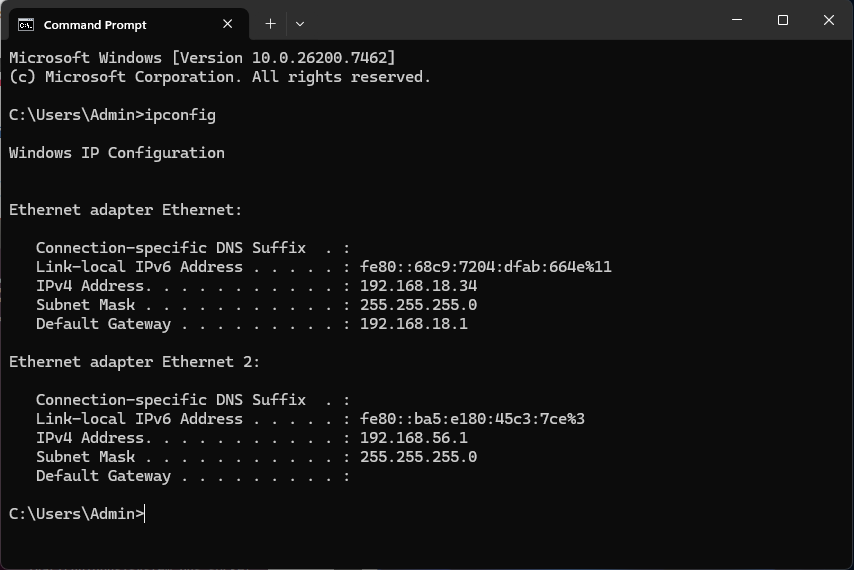 Command Prompt
Microsoft Windows [Version 10.0.26200.7462]
(c) Microsoft Corporation. All rights reserved.
C:\Users\Admin>ipconfig
Windows IP Configuration
Ethernet adapter Ethernet:
Connection-specific DNS Suffix  . :
Link-local IPv6 Address . . . . . : fe80::68c9:7204:dfab:664e%11
IPv4 Address. . . . . . . . . . . : 192.168.18.34
Subnet Mask . . . . . . . . . . . : 255.255.255.0
Default Gateway . . . . . . . . . : 192.168.18.1
Ethernet adapter Ethernet 2:
Connection-specific DNS Suffix  . :
Link-local IPv6 Address . . . . . : fe80::ba5:e180:45c3:7ce%3
IPv4 Address. . . . . . . . . . . : 192.168.56.1
Subnet Mask . . . . . . . . . . . : 255.255.255.0
Default Gateway . . . . . . . . . :
C:\Users\Admin>